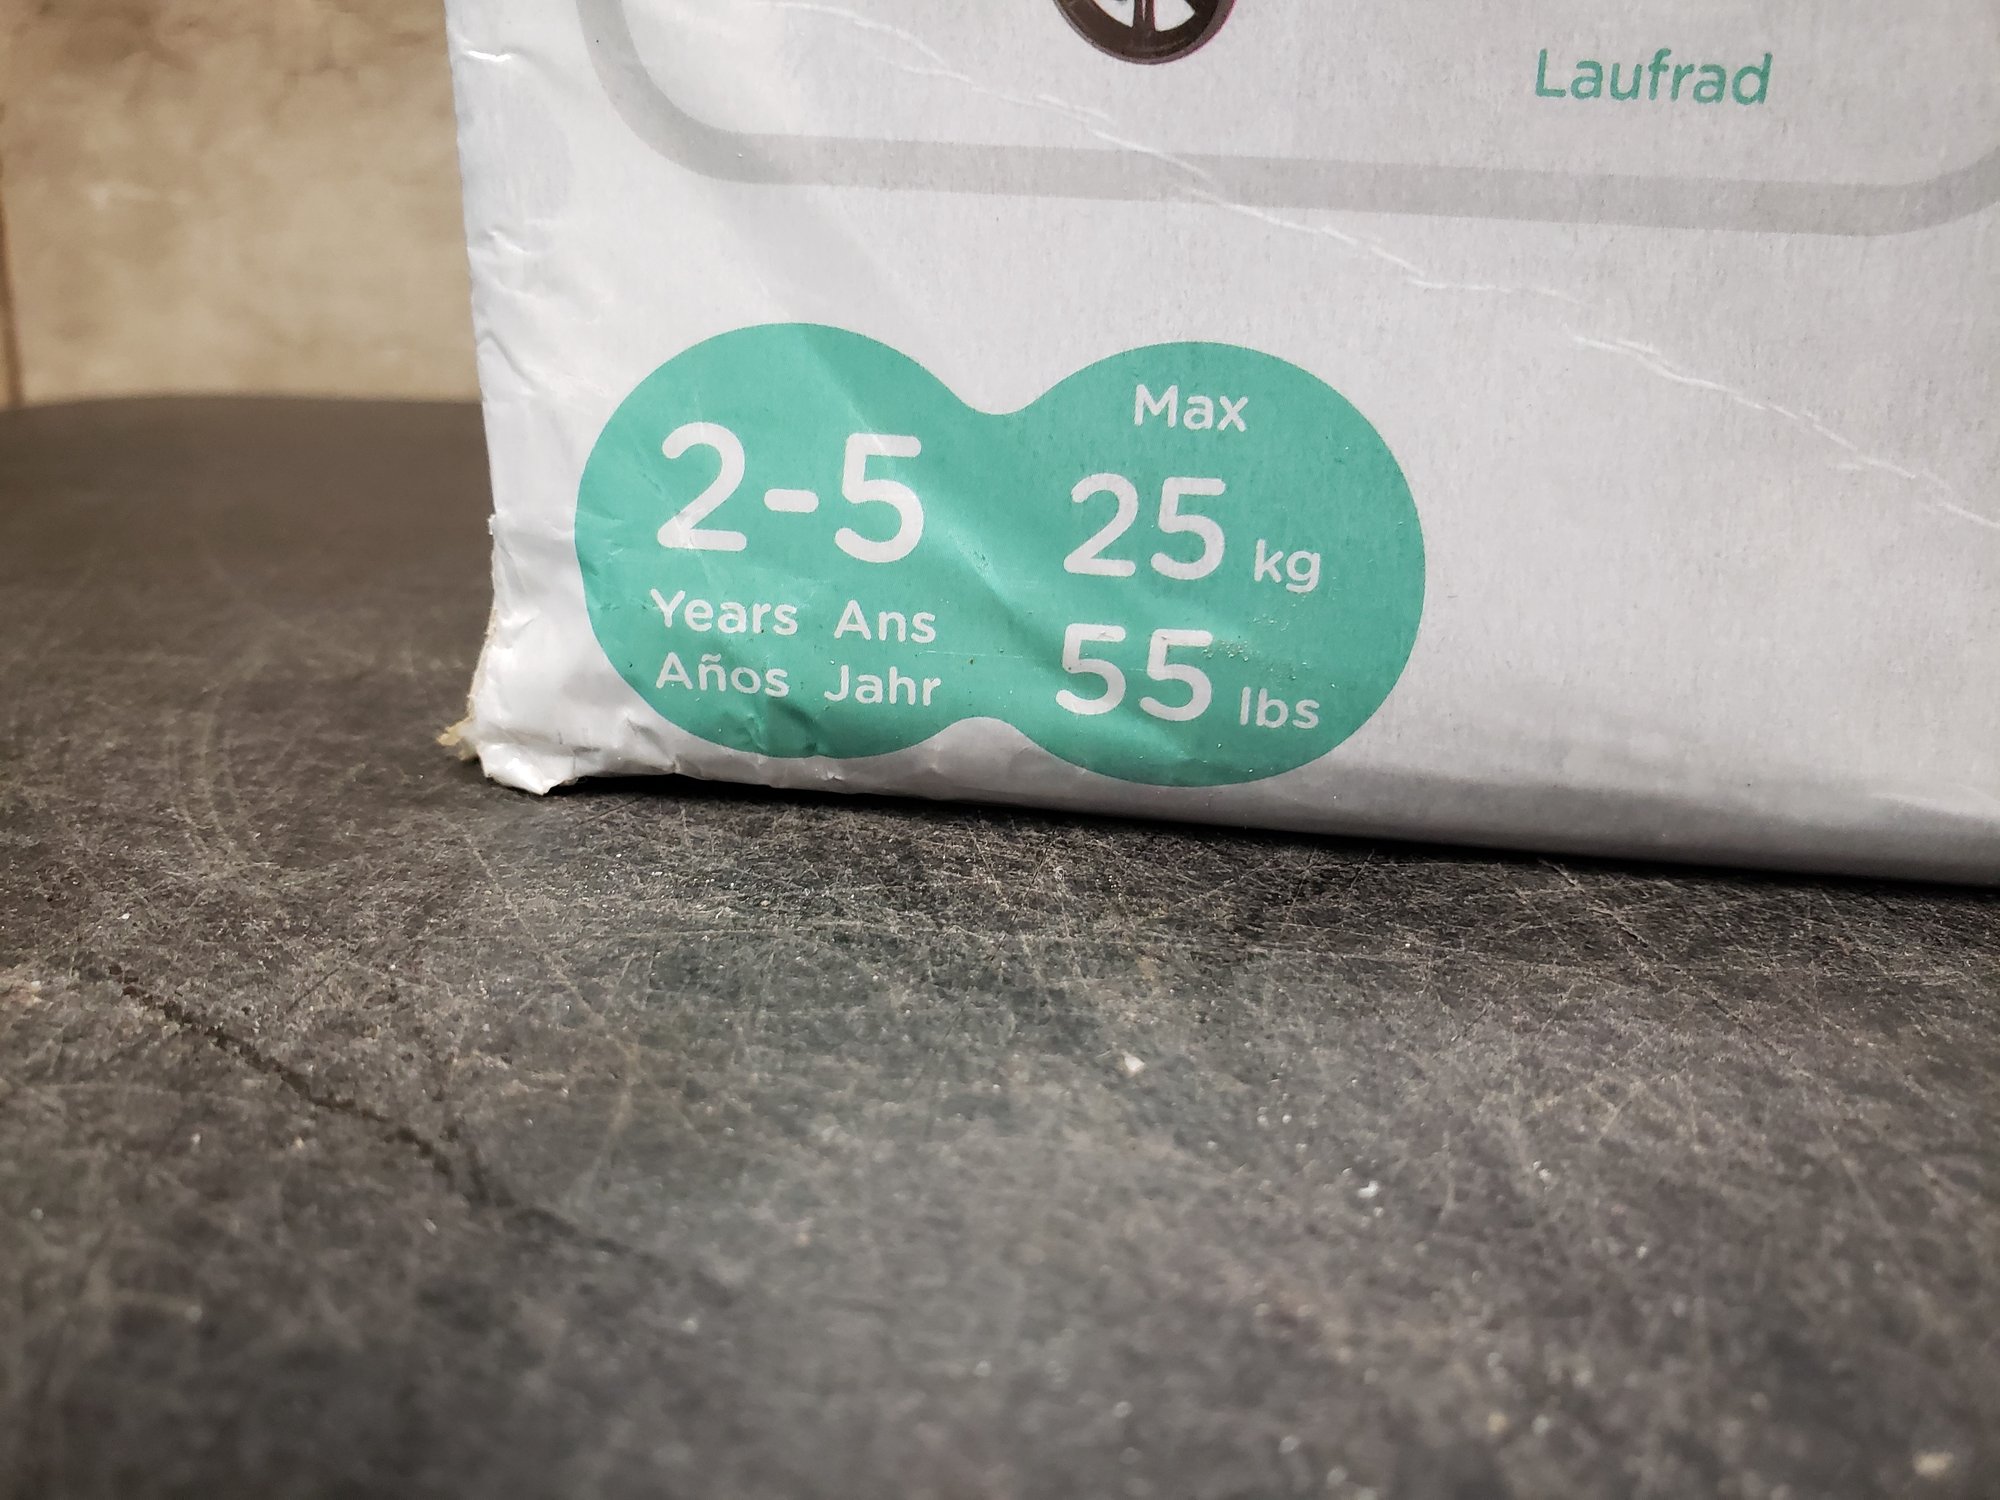 Laufrad
2-5
Years Ans
Años Jahr
Max
25 kg
55 lbs